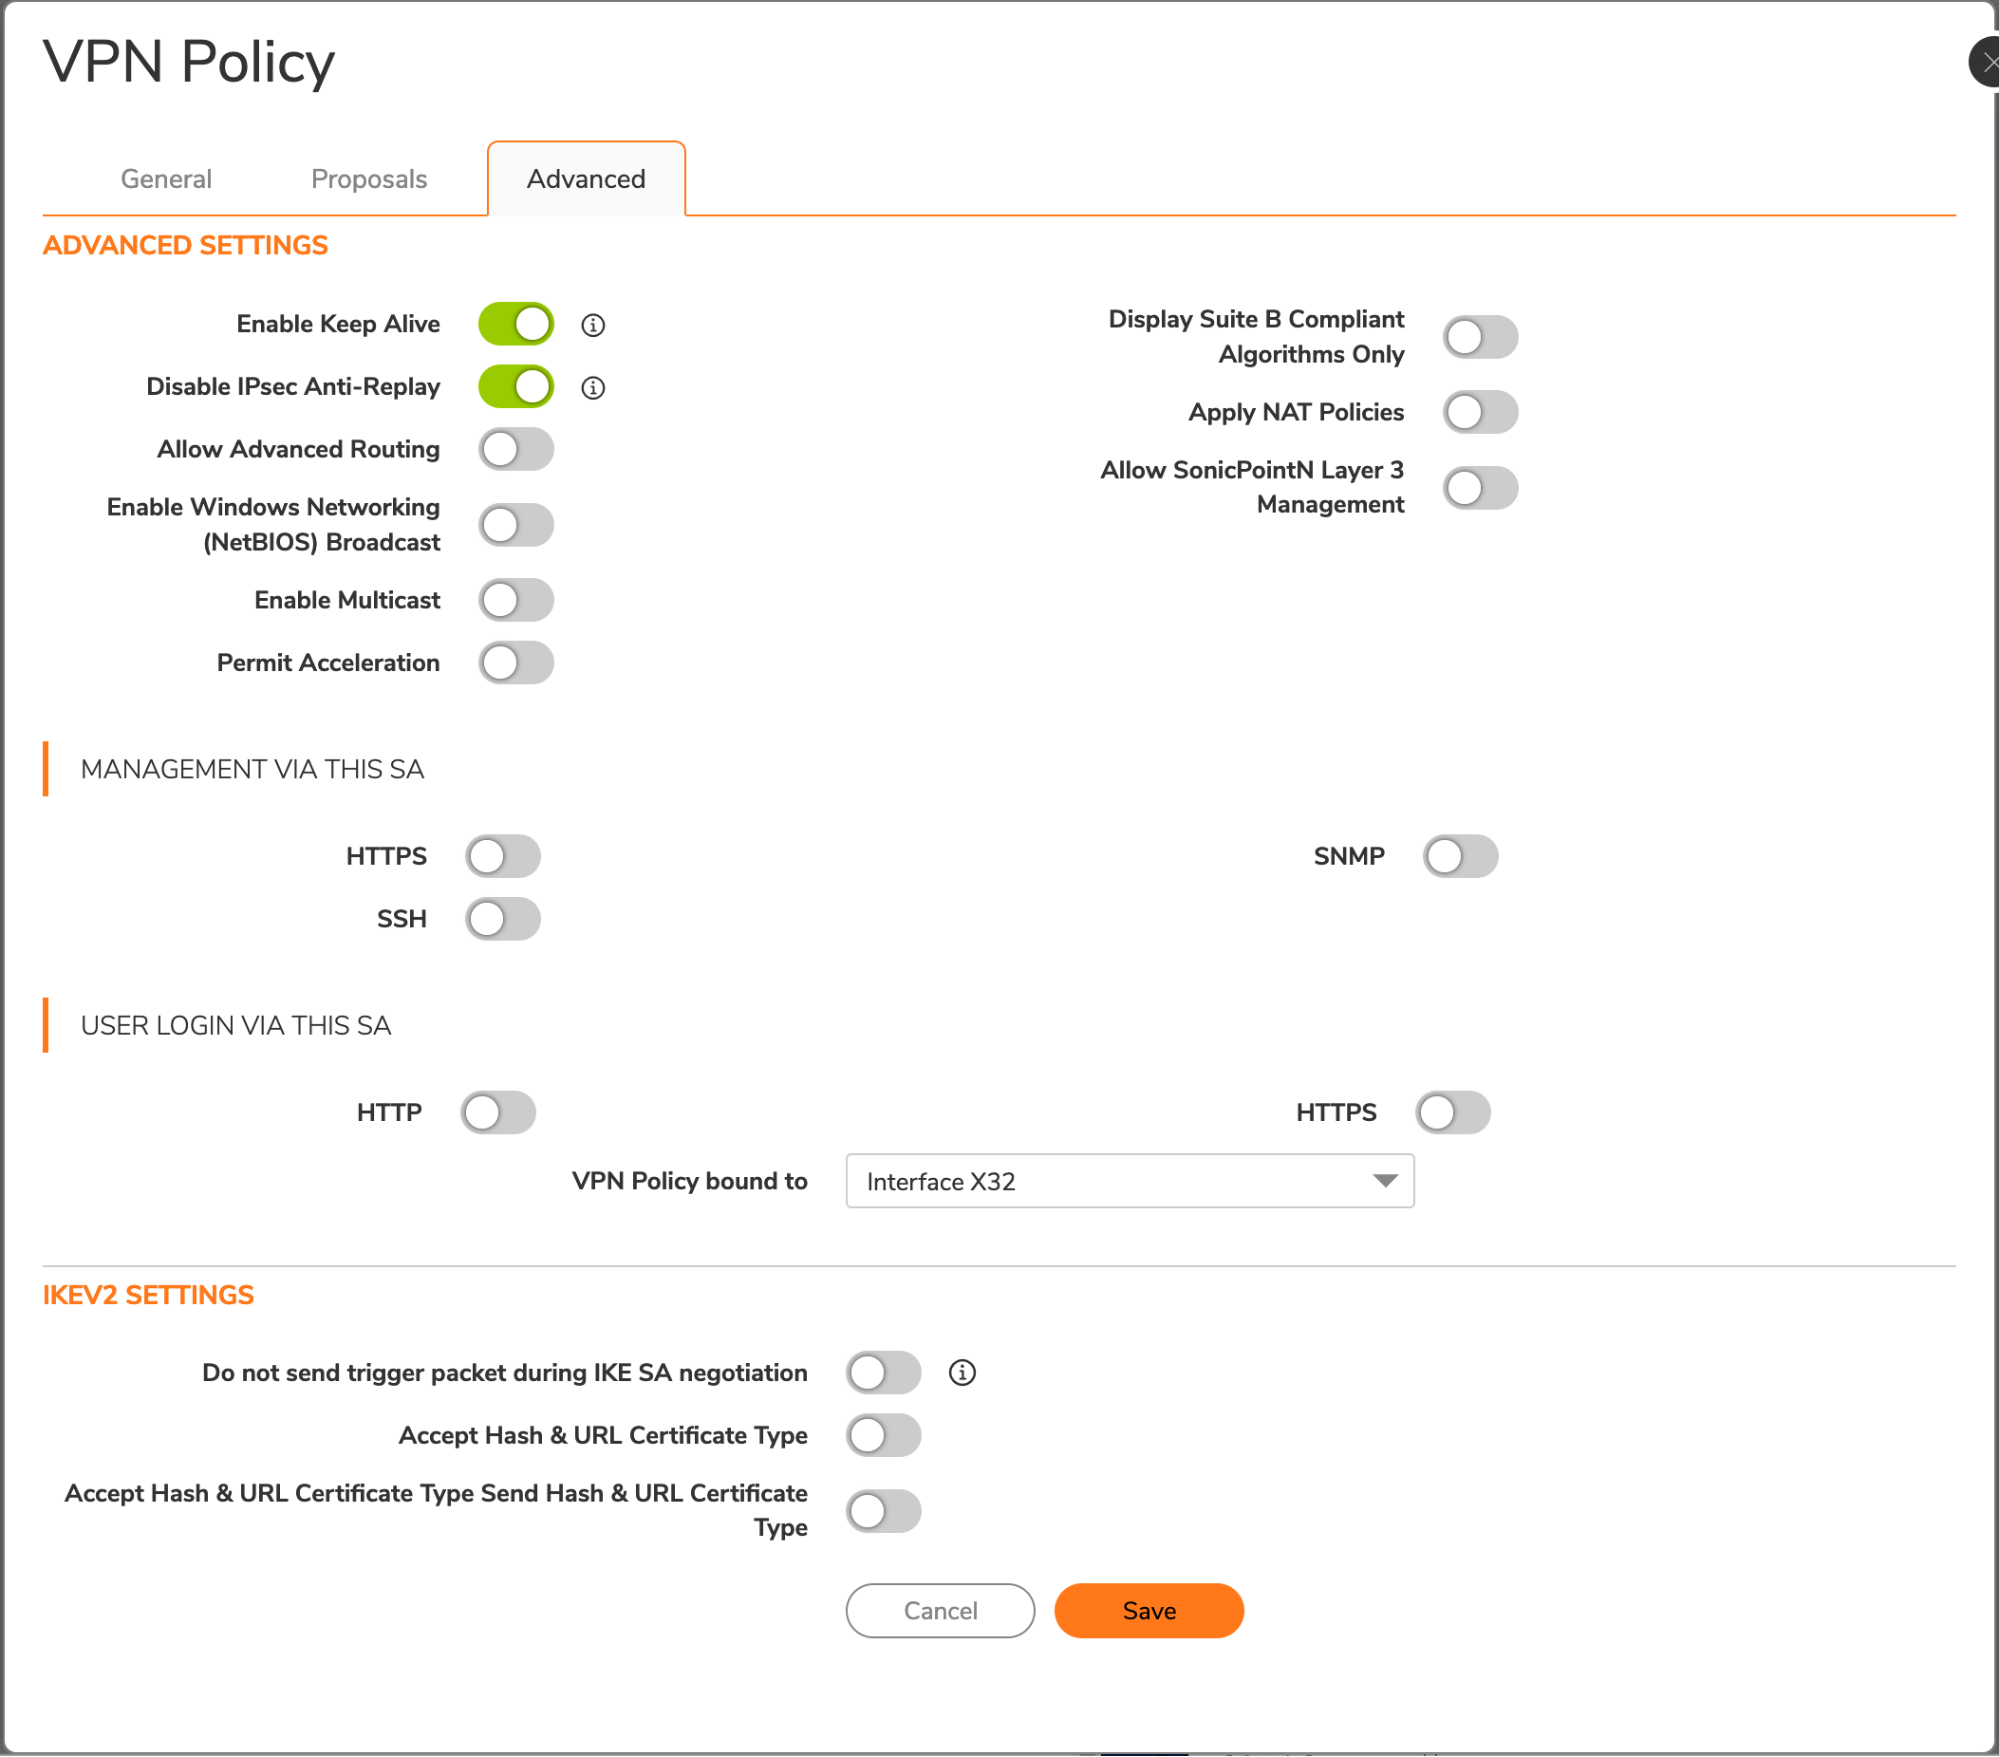 VPN Policy
General
Proposals
Advanced
ADVANCED SETTINGS
Enable Keep Alive
Disable IPsec Anti-Replay
Allow Advanced Routing
Enable Windows Networking
(NetBIOS) Broadcast
Enable Multicast
Permit Acceleration
Display Suite B Compliant
Algorithms Only
Apply NAT Policies
Allow SonicPointN Layer 3
Management
MANAGEMENT VIA THIS SA
HTTPS
SNMP
SSH
USER LOGIN VIA THIS SA
HTTP
HTTPS
VPN Policy bound to
Interface X32
IKEV2 SETTINGS
Do not send trigger packet during IKE SA negotiation
Accept Hash & URL Certificate Type
Accept Hash & URL Certificate Type Send Hash & URL Certificate
Type
Cancel
Save